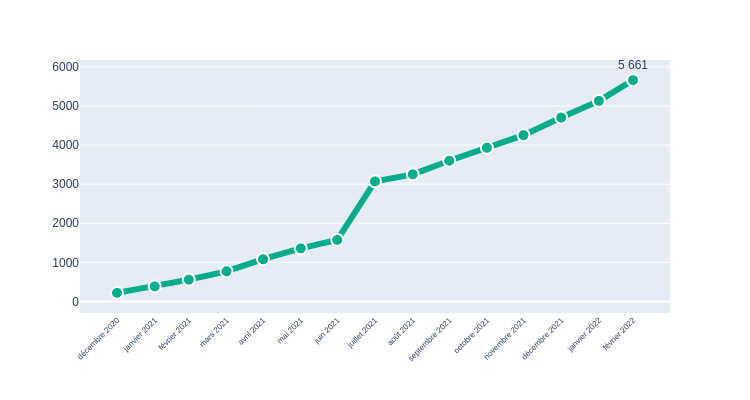 5 661
6000
5000
4000
3000
2000
1000
0
décembre 2020
janvier 2021
février 2021
mars 2021
avril 2021
mai 2021
juin 2021
juillet 2021
août 2021
septembre 2021
octobre 2021
novembre 2021
décembre 2021
janvier 2022
février 2022